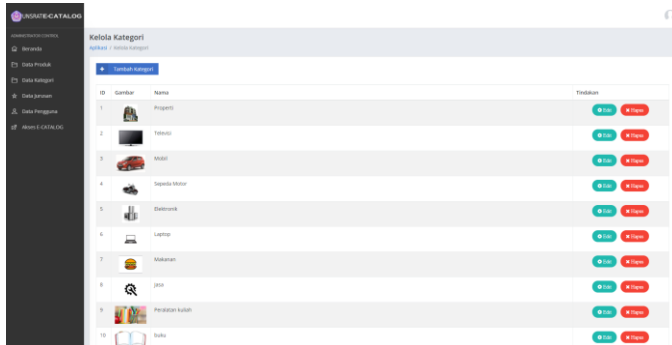 UNSRATE-CATALOG
ADMINISTRATOR CONTROL
Beranda
Data Produk
Data Kategori
Data Jurusan
Data Pengguna
Akses E-CATALOG
Kelola Kategori
Aplikasi / Kelola Kategori
+ Tambah Kategori
ID Gambar Nama Tindakan
1 Properti Edit Hapus
2 Televisi Edit Hapus
3 Mobil Edit Hapus
4 Sepeda Motor Edit Hapus
5 Elektronik Edit Hapus
6 Laptop Edit Hapus
7 Makanan Edit Hapus
8 jasa Edit Hapus
9 Peralatan kuliah Edit Hapus
10 buku Edit Hapus